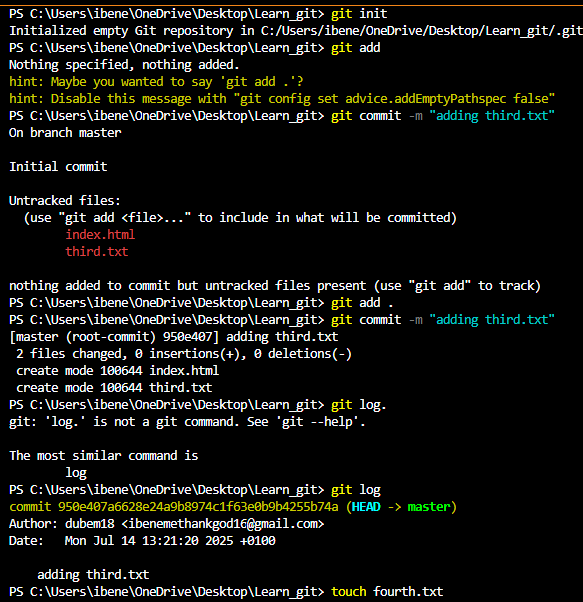 PS C:\Users\ibene\OneDrive\Desktop\Learn_git> git init
Initialized empty Git repository in C:/Users/ibene/OneDrive/Desktop/Learn_git/.git
PS C:\Users\ibene\OneDrive\Desktop\Learn_git> git add
Nothing specified, nothing added.
hint: Maybe you wanted to say 'git add .'?
hint: Disable this message with "git config set advice.addEmptyPathspec false"
PS C:\Users\ibene\OneDrive\Desktop\Learn_git> git commit -m "adding third.txt"
On branch master

Initial commit

Untracked files:
  (use "git add <file>..." to include in what will be committed)
        index.html
        third.txt

nothing added to commit but untracked files present (use "git add" to track)
PS C:\Users\ibene\OneDrive\Desktop\Learn_git> git add .
PS C:\Users\ibene\OneDrive\Desktop\Learn_git> git commit -m "adding third.txt"
[master (root-commit) 950e407] adding third.txt
 2 files changed, 0 insertions(+), 0 deletions(-)
 create mode 100644 index.html
 create mode 100644 third.txt
PS C:\Users\ibene\OneDrive\Desktop\Learn_git> git log.
git: 'log.' is not a git command. See 'git --help'.

The most similar command is
        log
PS C:\Users\ibene\OneDrive\Desktop\Learn_git> git log
commit 950e407a6628e24a9b8974c1f63e0b9b4255b74a (HEAD -> master)
Author: dubem18 <ibenemethankgod16@gmail.com>
Date:   Mon Jul 14 13:21:20 2025 +0100

    adding third.txt
PS C:\Users\ibene\OneDrive\Desktop\Learn_git> touch fourth.txt